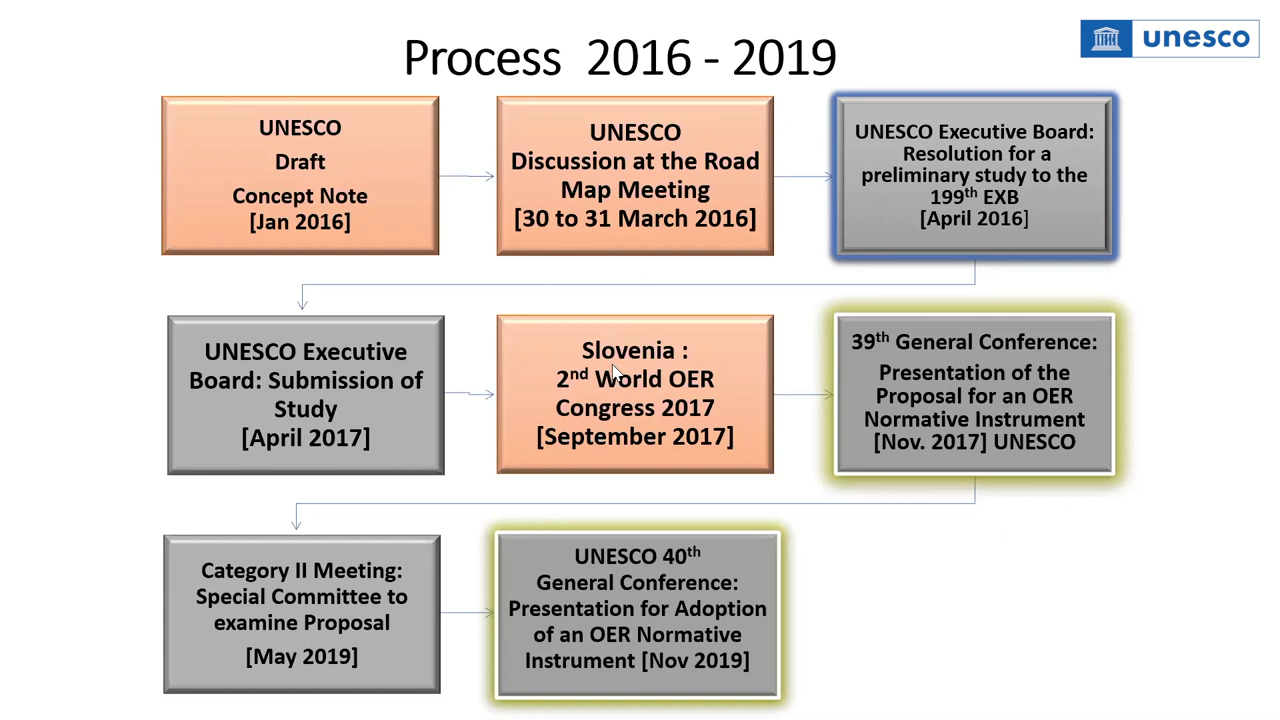 Process 2016 - 2019
unesco
UNESCO
Draft
Concept Note
[Jan 2016]
UNESCO
Discussion at the Road
Map Meeting
[30 to 31 March 2016]
UNESCO Executive Board:
Resolution for a
preliminary study to the
199th EXB
[April 2016]
UNESCO Executive
Board: Submission of
Study
[April 2017]
Slovenia :
2nd World OER
Congress 2017
[September 2017]
39th General Conference:
Presentation of the
Proposal for an OER
Normative Instrument
[Nov. 2017] UNESCO
Category II Meeting:
Special Committee to
examine Proposal
[May 2019]
UNESCO 40th
General Conference:
Presentation for Adoption
of an OER Normative
Instrument [Nov 2019]